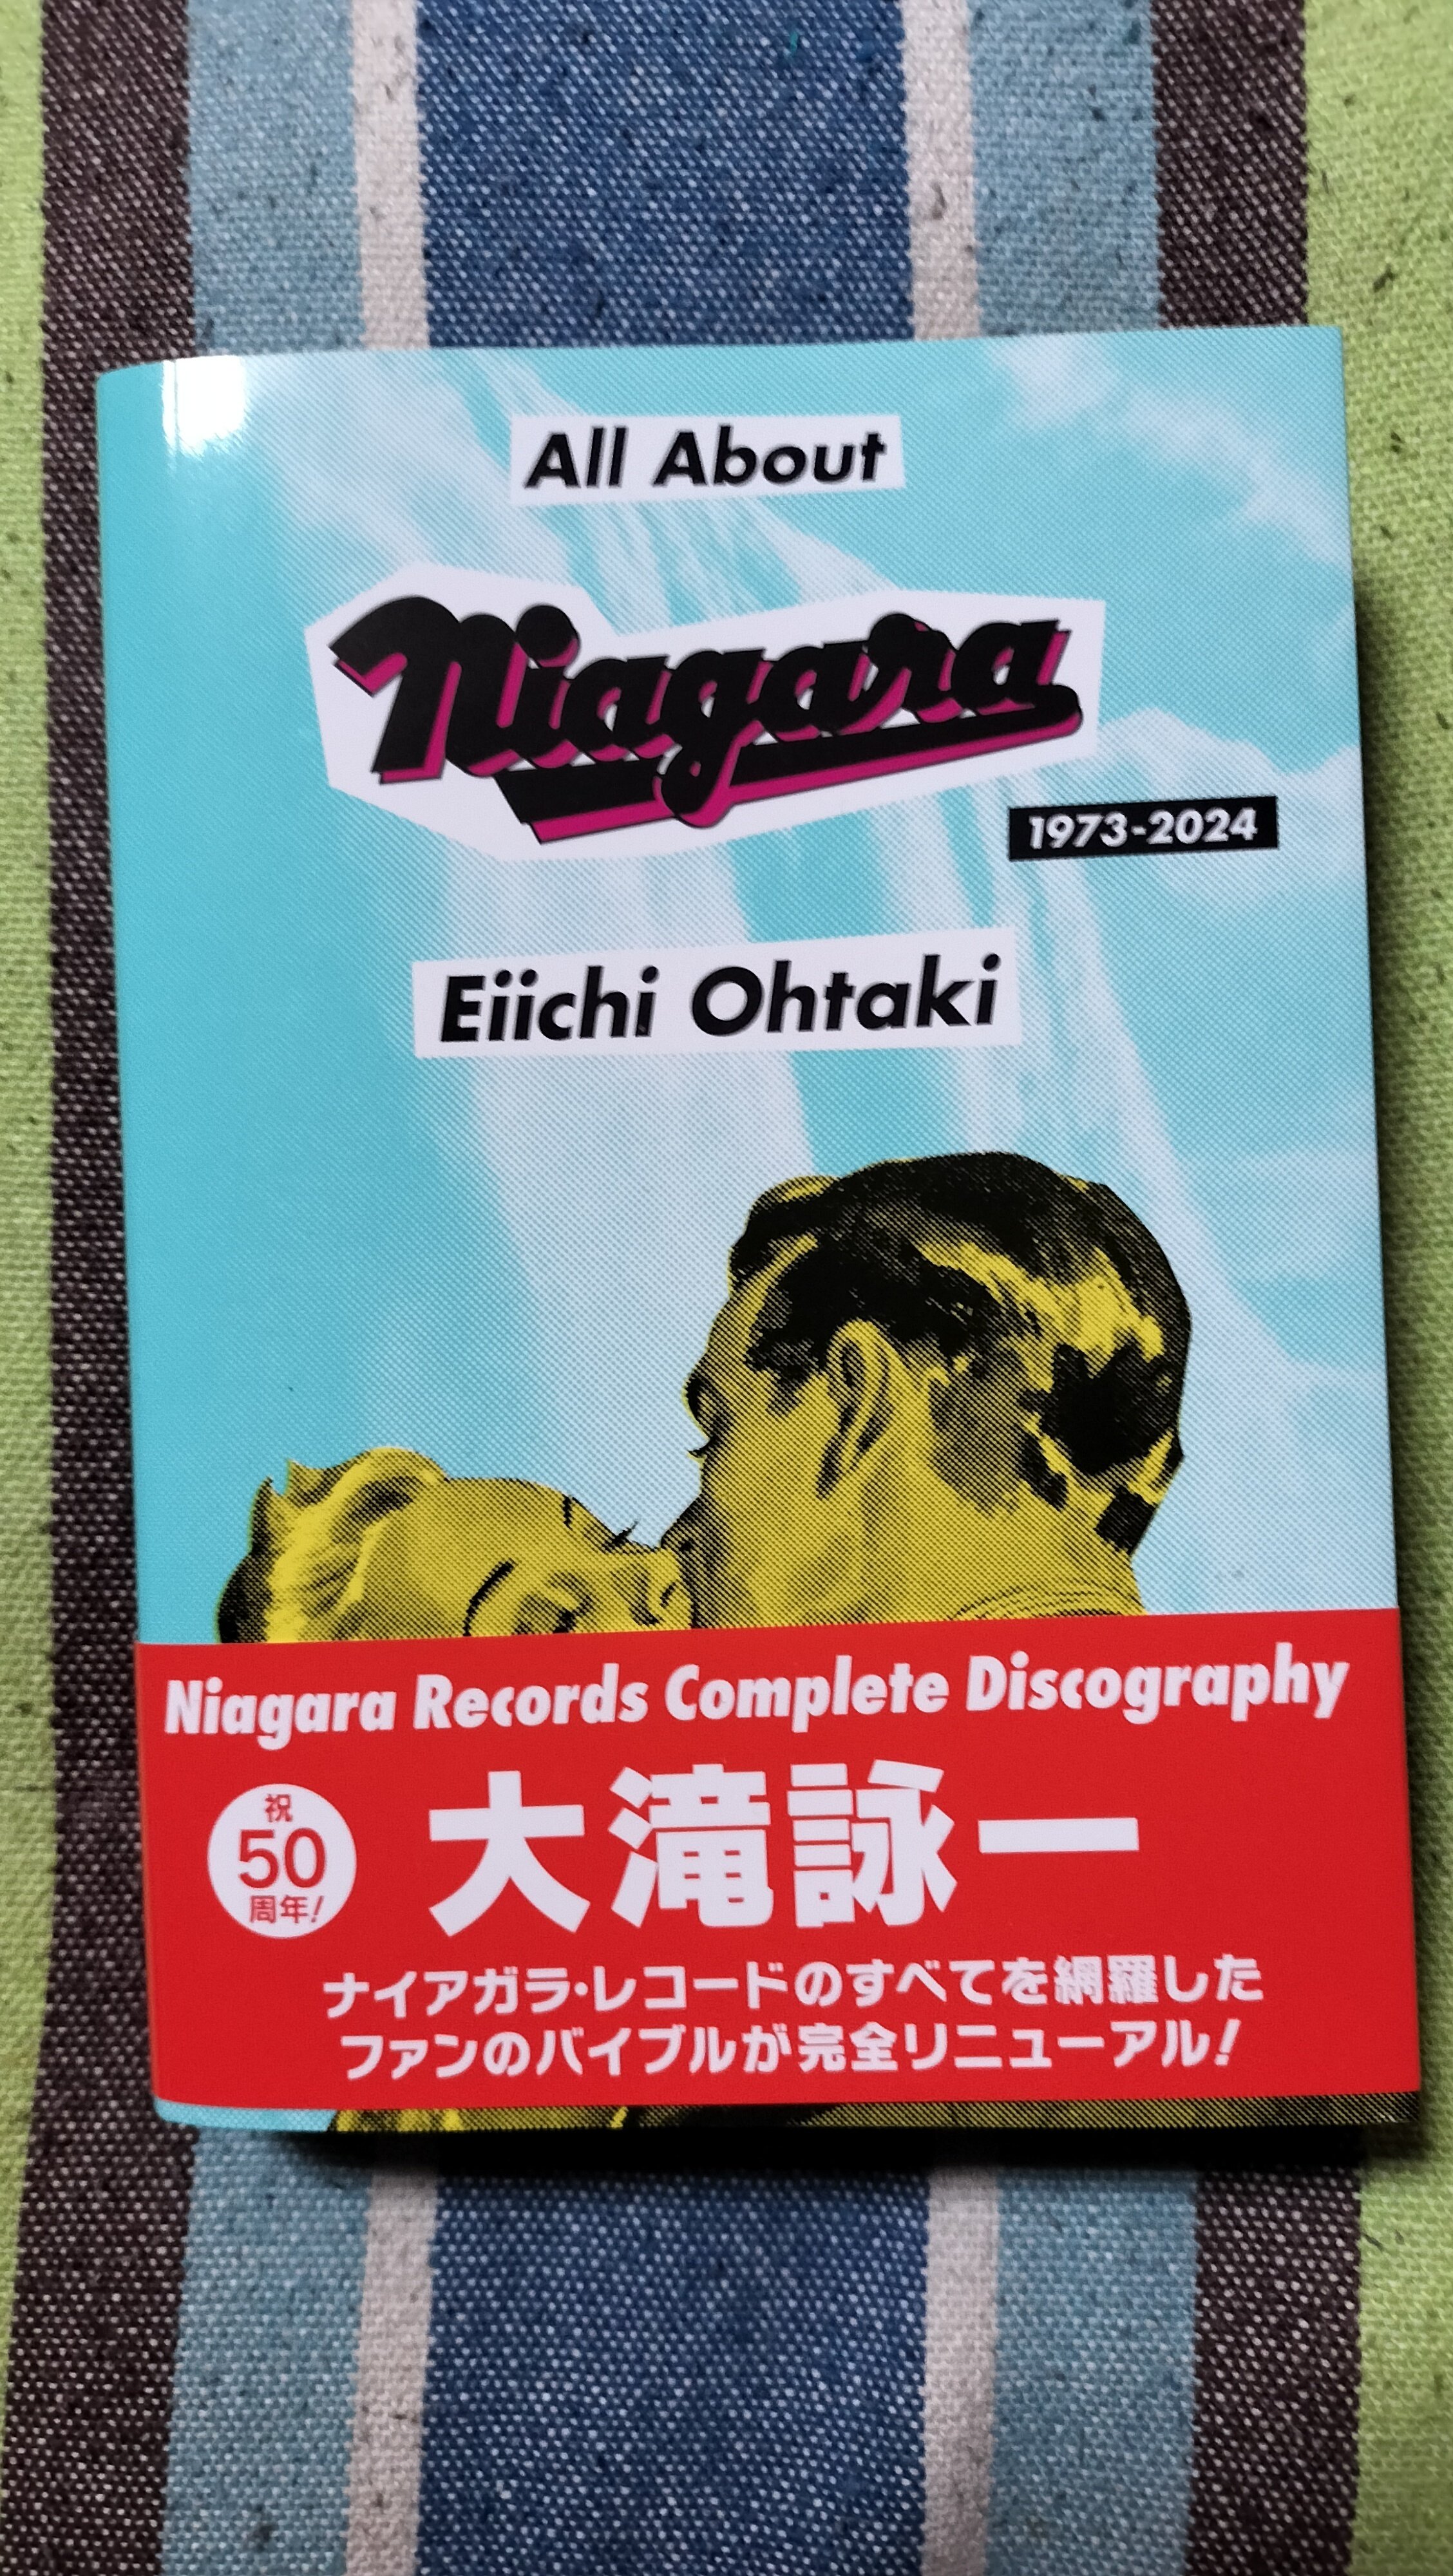 All About
Niagara
1973-2024
Eiichi Ohtaki
Niagara Records Complete Discography
祝
50
周年!
大滝詠一
ナイアガラ・レコードのすべてを網羅した
ファンのバイブルが完全リニューアル!